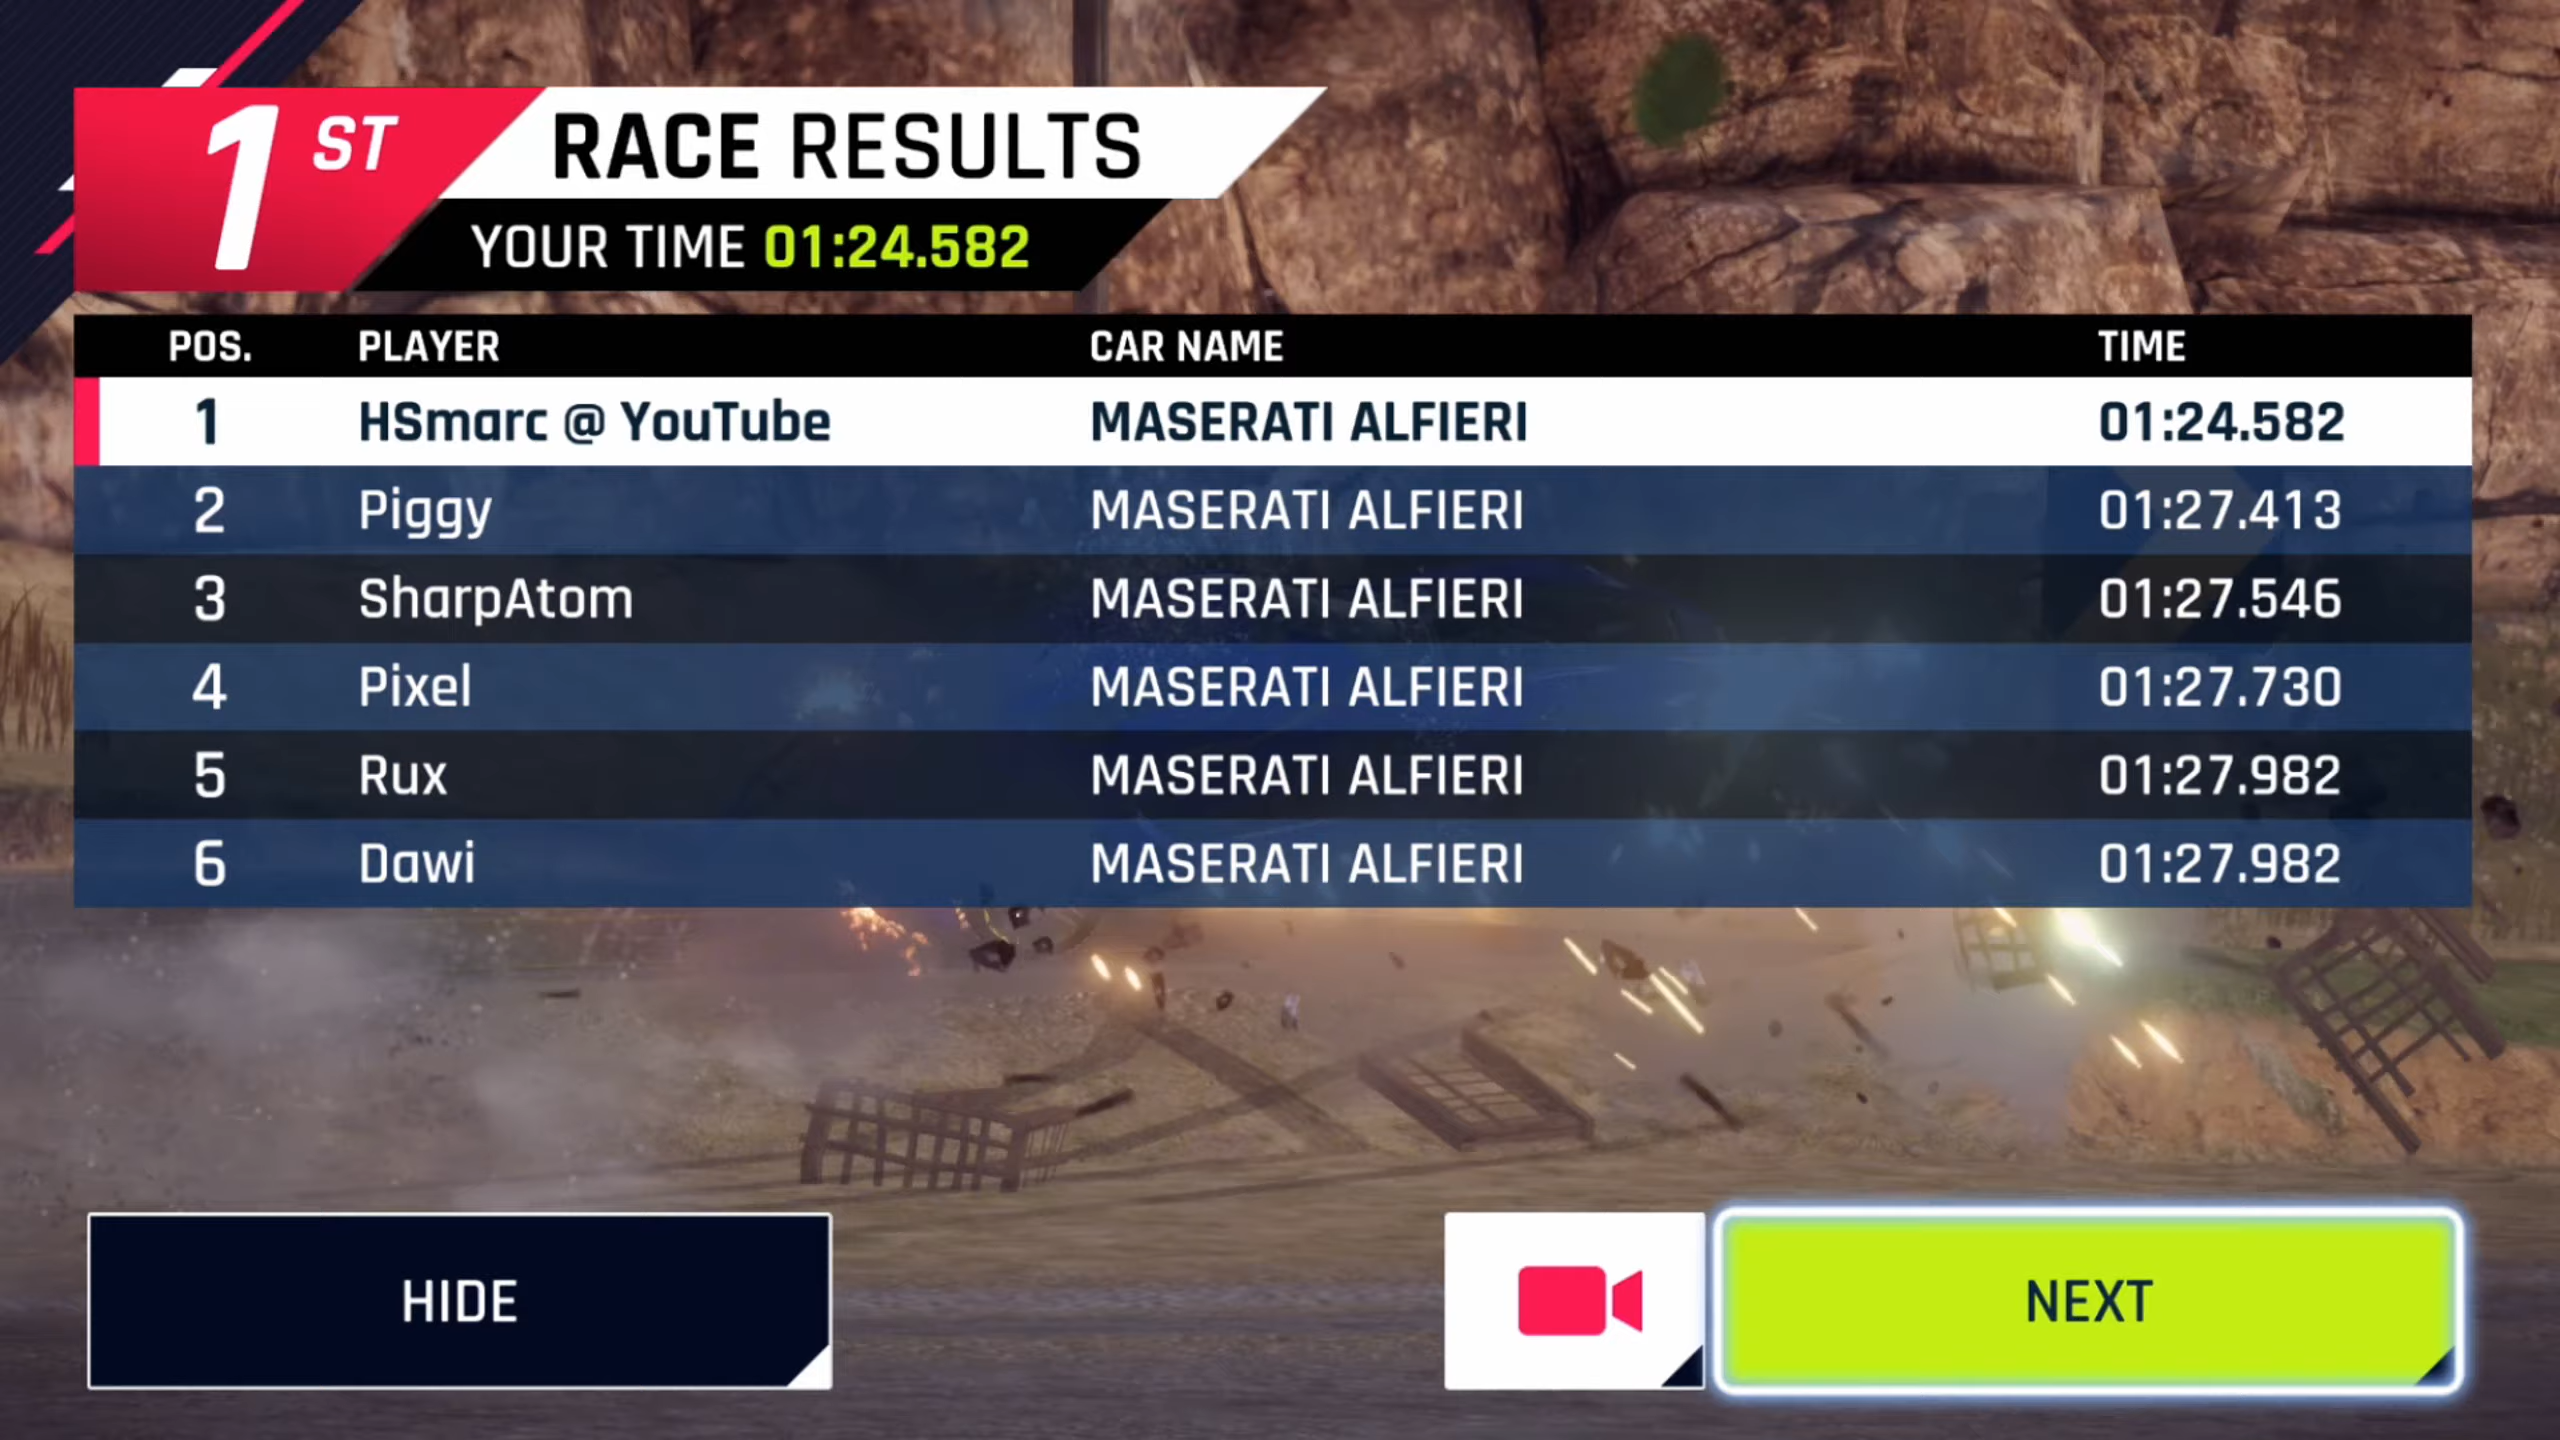 1ST
RACE RESULTS
YOUR TIME 01:24.582
POS. PLAYER CAR NAME TIME
1 HSmarc @ YouTube MASERATI ALFIERI 01:24.582
2 Piggy MASERATI ALFIERI 01:27.413
3 SharpAtom MASERATI ALFIERI 01:27.546
4 Pixel MASERATI ALFIERI 01:27.730
5 Rux MASERATI ALFIERI 01:27.982
6 Dawi MASERATI ALFIERI 01:27.982
HIDE NEXT